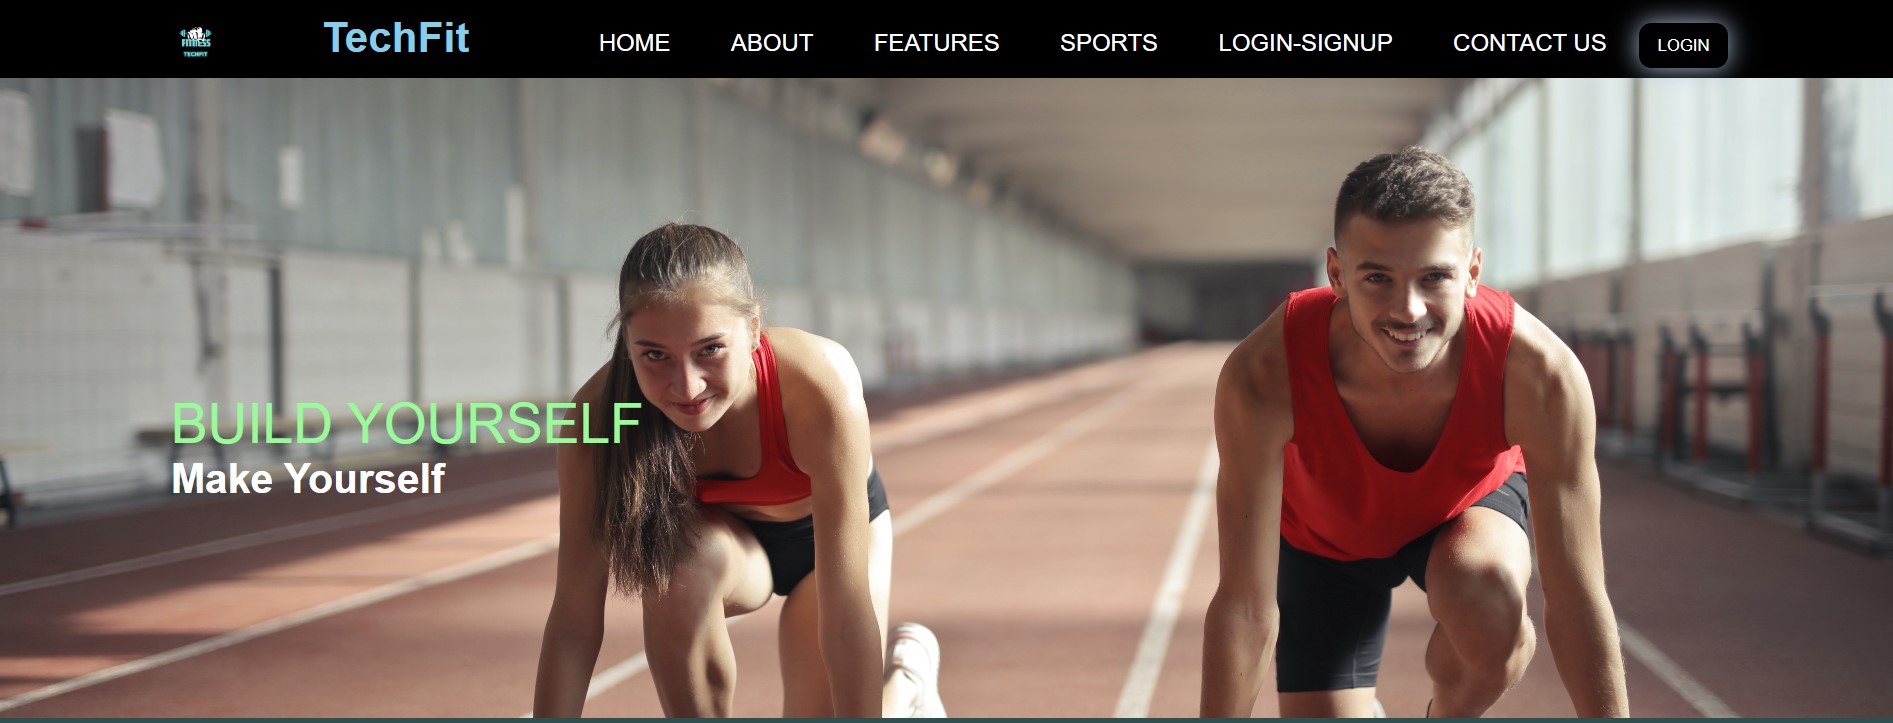 FITNESS
TECHFIT
TechFit
HOME
ABOUT
FEATURES
SPORTS
LOGIN-SIGNUP
CONTACT US
LOGIN
BUILD YOURSELF
Make Yourself